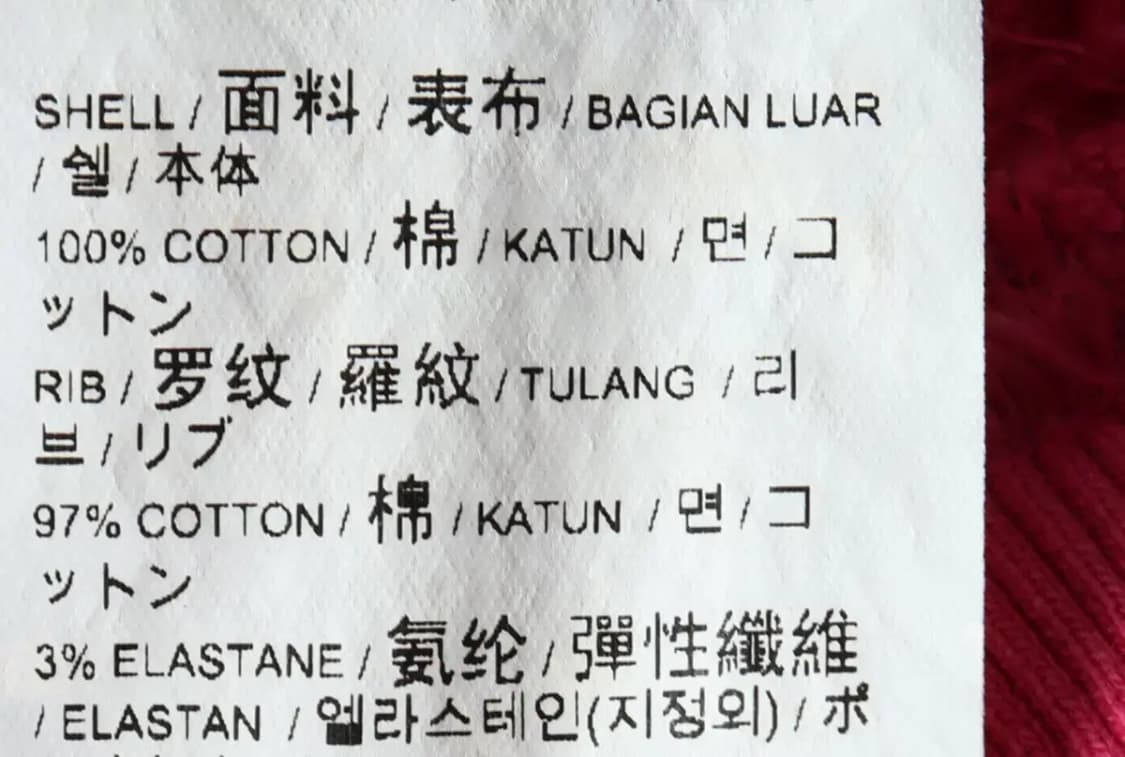 SHELL / 面料 / 表布 / BAGIAN LUAR
/ 쉘 / 本体
100% COTTON / 棉 / KATUN / 면 / コ
ットン
RIB / 罗纹 / 羅紋 / TULANG / 리
브 / リブ
97% COTTON / 棉 / KATUN / 면 / コ
ットン
3% ELASTANE / 氨纶 / 彈性纖維
/ ELASTAN / 엘라스테인(지정외) / ポ